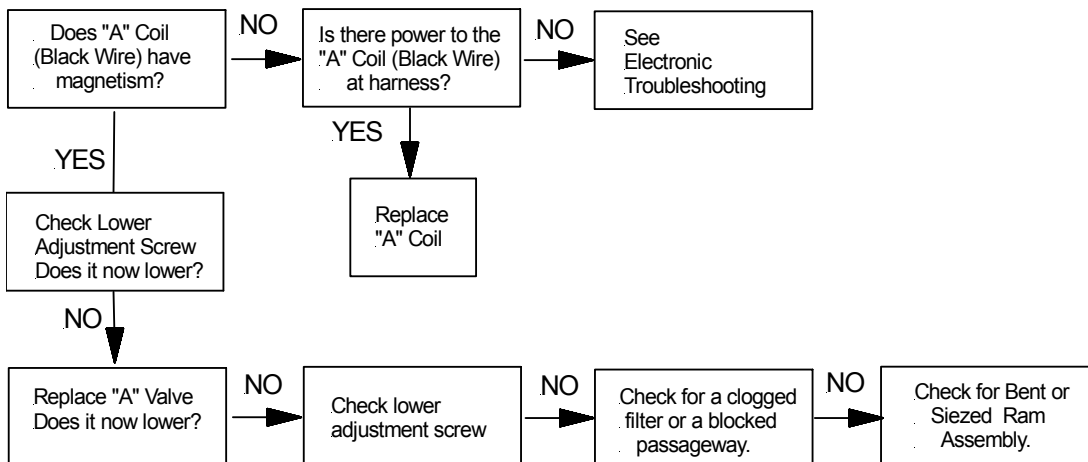 Does "A" Coil
(Black Wire) have
magnetism?
NO
Is there power to the
"A" Coil (Black Wire)
at harness?
NO
See
Electronic
Troubleshooting
YES
YES
Check Lower
Adjustment Screw
Does it now lower?
Replace
"A" Coil
NO
Replace "A" Valve
Does it now lower?
NO
Check lower
adjustment screw
NO
Check for a clogged
filter or a blocked
passageway.
NO
Check for Bent or
Siezed Ram
Assembly.